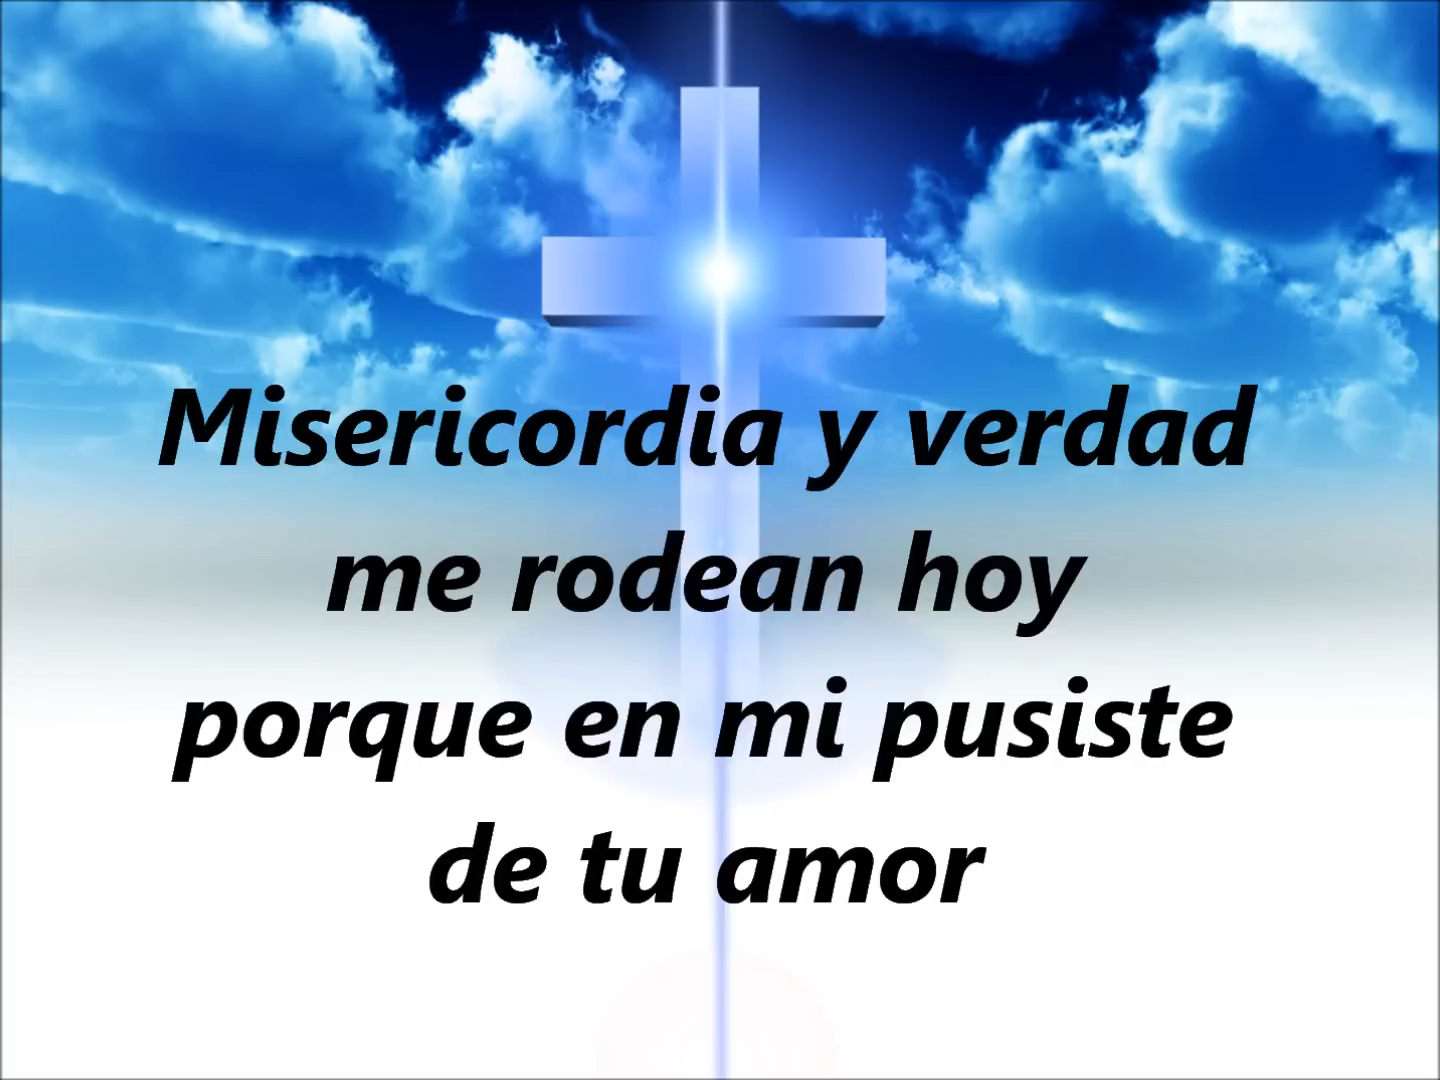 Misericordia y verdad
me rodean hoy
porque en mi pusiste
de tu amor